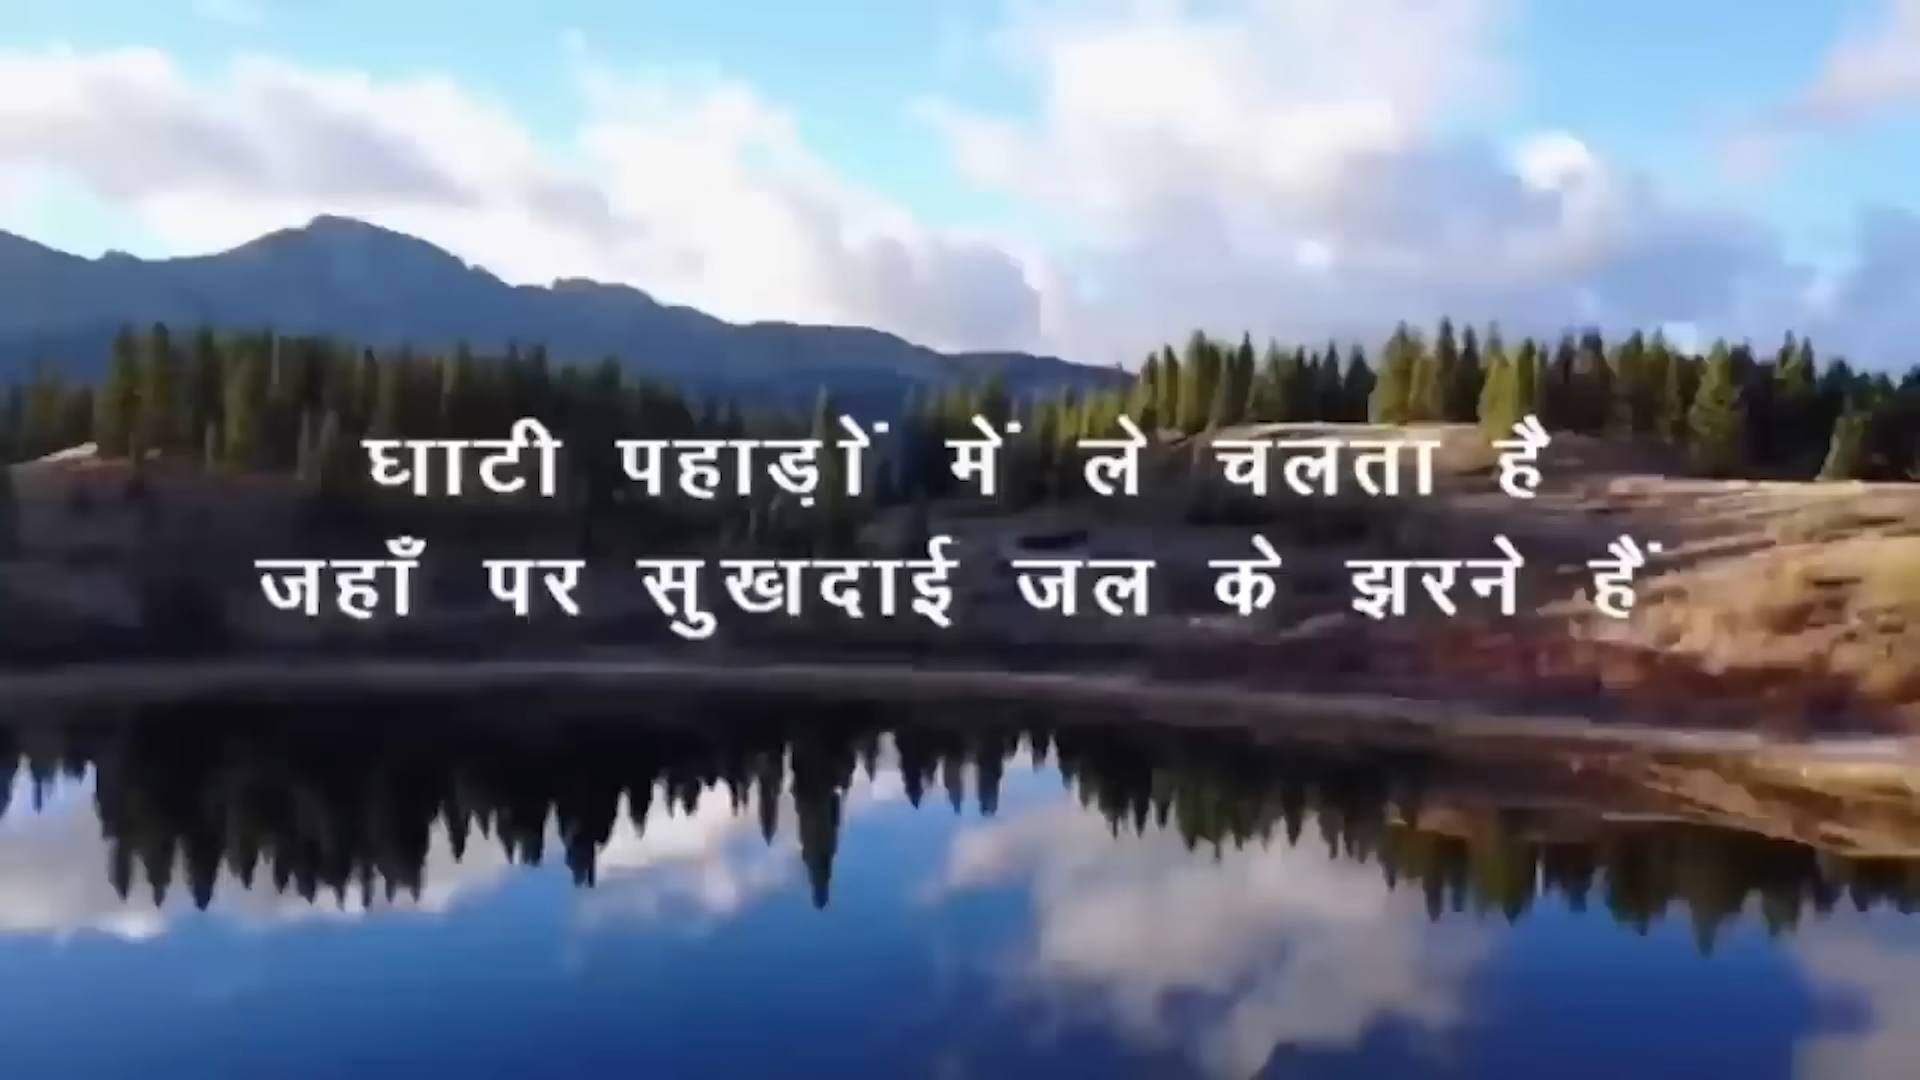 घाटी पहाड़ों में ले चलता है
जहाँ पर सुखदाई जल के झरने हैं